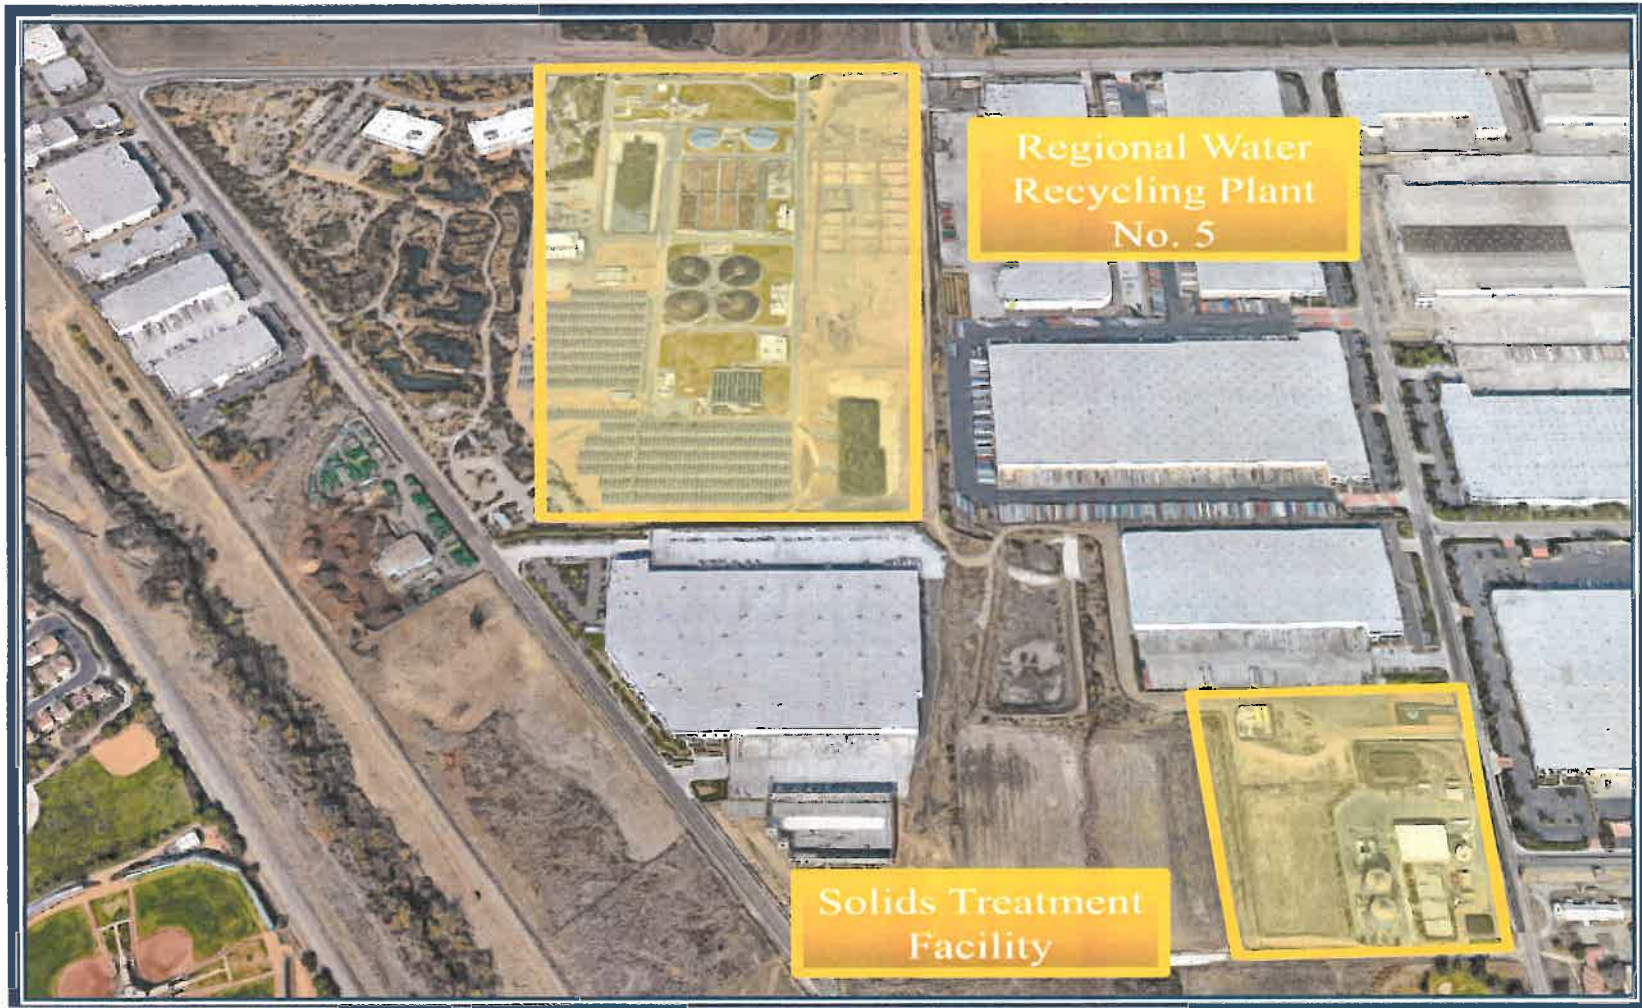 Regional Water
Recycling Plant
No. 5
Solids Treatment
Facility